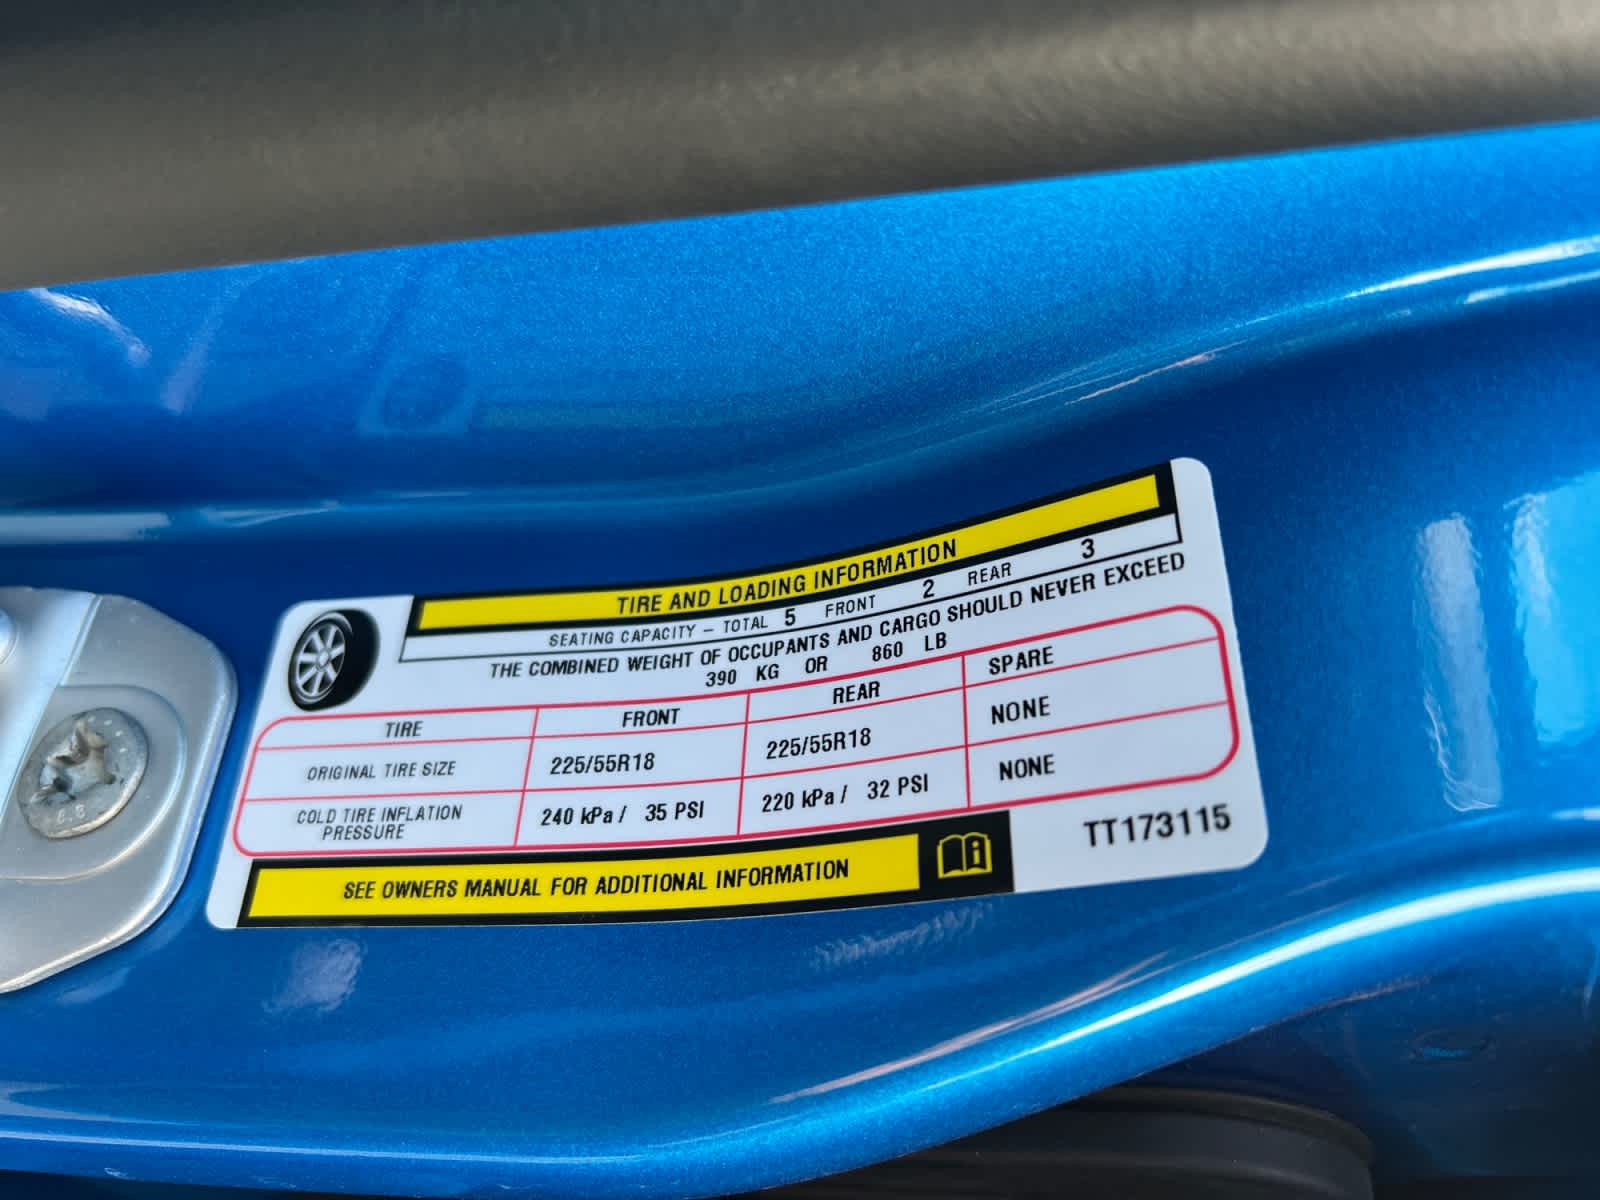 TIRE AND LOADING INFORMATION
SEATING CAPACITY – TOTAL 5 FRONT 2 REAR 3
THE COMBINED WEIGHT OF OCCUPANTS AND CARGO SHOULD NEVER EXCEED
390 KG OR 860 LB
TIRE FRONT REAR SPARE
ORIGINAL TIRE SIZE 225/55R18 225/55R18 NONE
COLD TIRE INFLATION
PRESSURE 240 kPa / 35 PSI 220 kPa / 32 PSI NONE
SEE OWNERS MANUAL FOR ADDITIONAL INFORMATION
TT173115
8.8